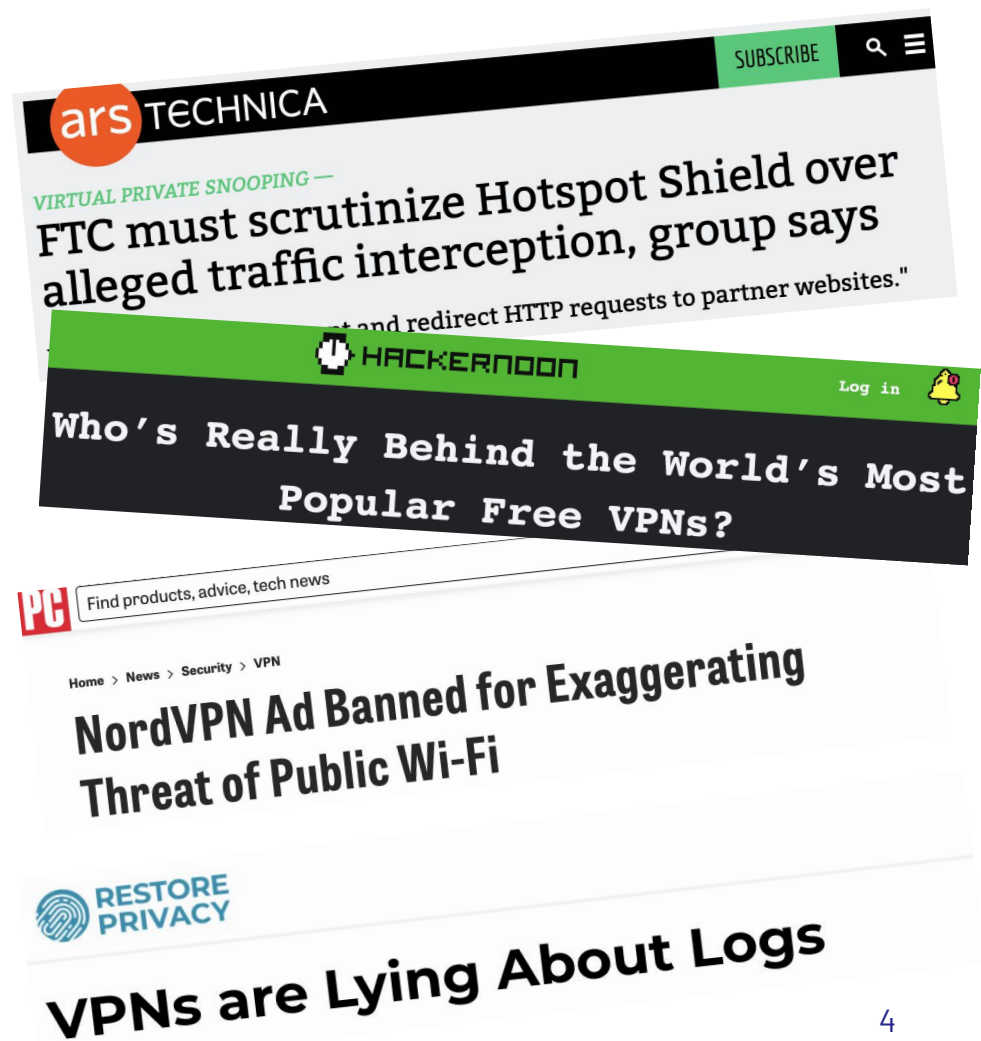 SUBSCRIBE
ars TECHNICA
VIRTUAL PRIVATE SNOOPING —
FTC must scrutinize Hotspot Shield over
alleged traffic interception, group says
and redirect HTTP requests to partner websites."
HACKERNOON
Log in
Who's Really Behind the World's Most
Popular Free VPNs?
PC
Find products, advice, tech news
Home > News > Security > VPN
NordVPN Ad Banned for Exaggerating
Threat of Public Wi-Fi
RESTORE
PRIVACY
VPNs are Lying About Logs
4